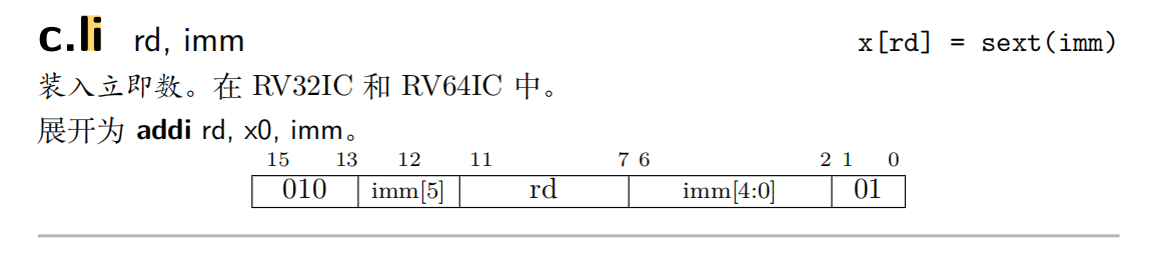 c.li rd, imm x[rd] = sext(imm)
装入立即数。在 RV32IC 和 RV64IC 中。
展开为 addi rd, x0, imm。
15 13 12 11 7 6 2 1 0
010 imm[5] rd imm[4:0] 01